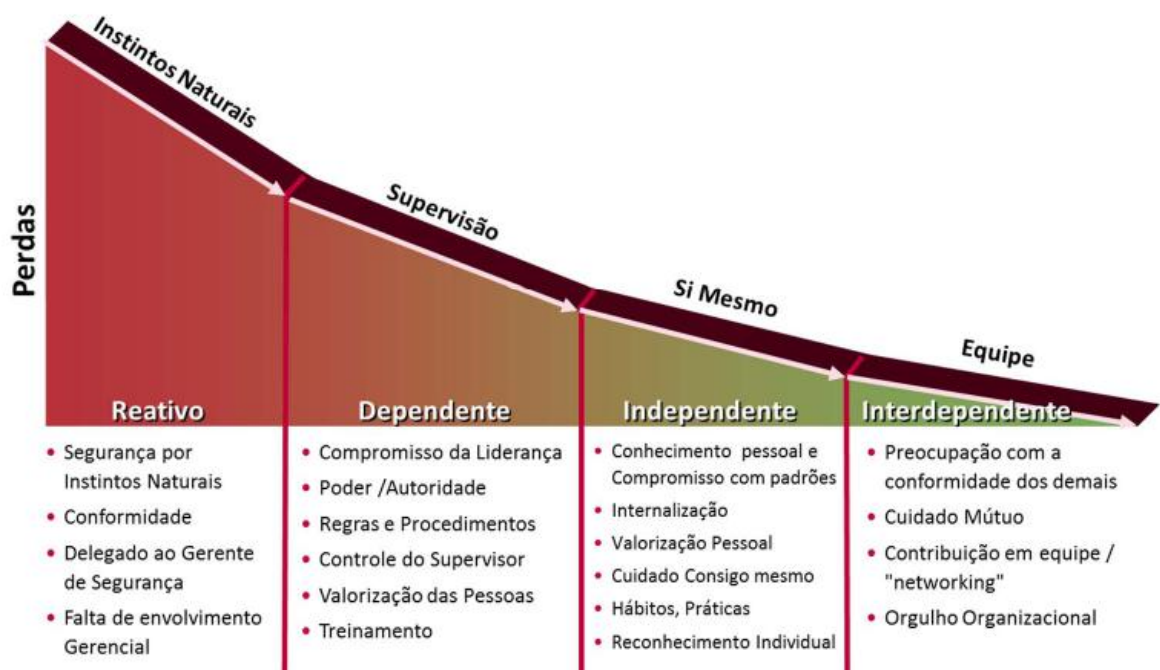 Instintos Naturais
Supervisão
Si Mesmo
Equipe
Perdas
Reativo
• Segurança por
Instintos Naturais
• Conformidade
• Delegado ao Gerente
de Segurança
• Falta de envolvimento
Gerencial
Dependente
• Compromisso da Liderança
• Poder /Autoridade
• Regras e Procedimentos
• Controle do Supervisor
• Valorização das Pessoas
• Treinamento
Independente
• Conhecimento pessoal e
Compromisso com padrões
• Internalização
• Valorização Pessoal
• Cuidado Consigo mesmo
• Hábitos, Práticas
• Reconhecimento Individual
Interdependente
• Preocupação com a
conformidade dos demais
• Cuidado Mútuo
• Contribuição em equipe /
"networking"
• Orgulho Organizacional